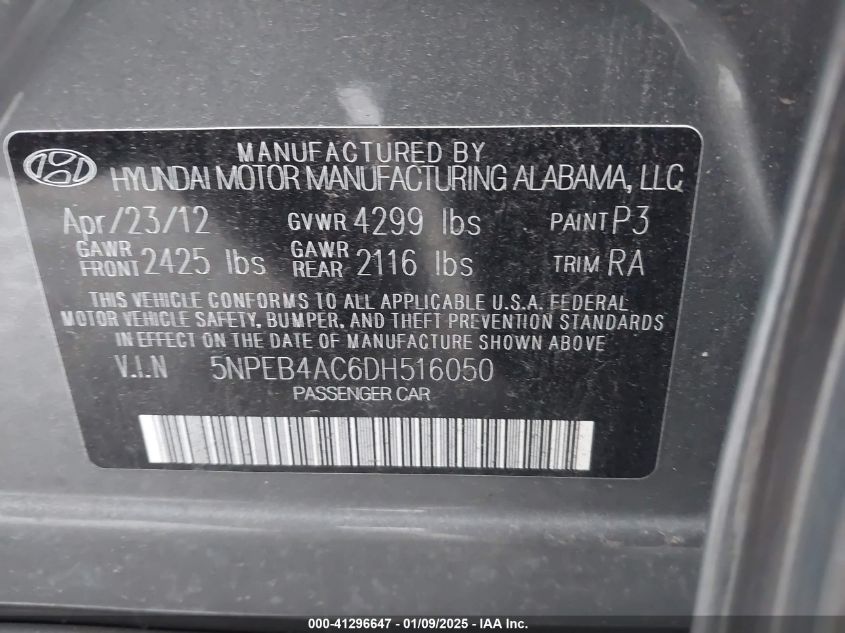 MANUFACTURED BY
HYUNDAI MOTOR MANUFACTURING ALABAMA, LLC
Apr/23/12 GVWR 4299 lbs PAINT P3
GAWR FRONT 2425 lbs GAWR REAR 2116 lbs TRIM RA
THIS VEHICLE CONFORMS TO ALL APPLICABLE U.S.A. FEDERAL
MOTOR VEHICLE SAFETY, BUMPER, AND THEFT PREVENTION STANDARDS
IN EFFECT ON THE DATE OF MANUFACTURE SHOWN ABOVE.
V.I.N 5NPEB4AC6DH516050
PASSENGER CAR
000-41296647 - 01/09/2025 - IAA Inc.